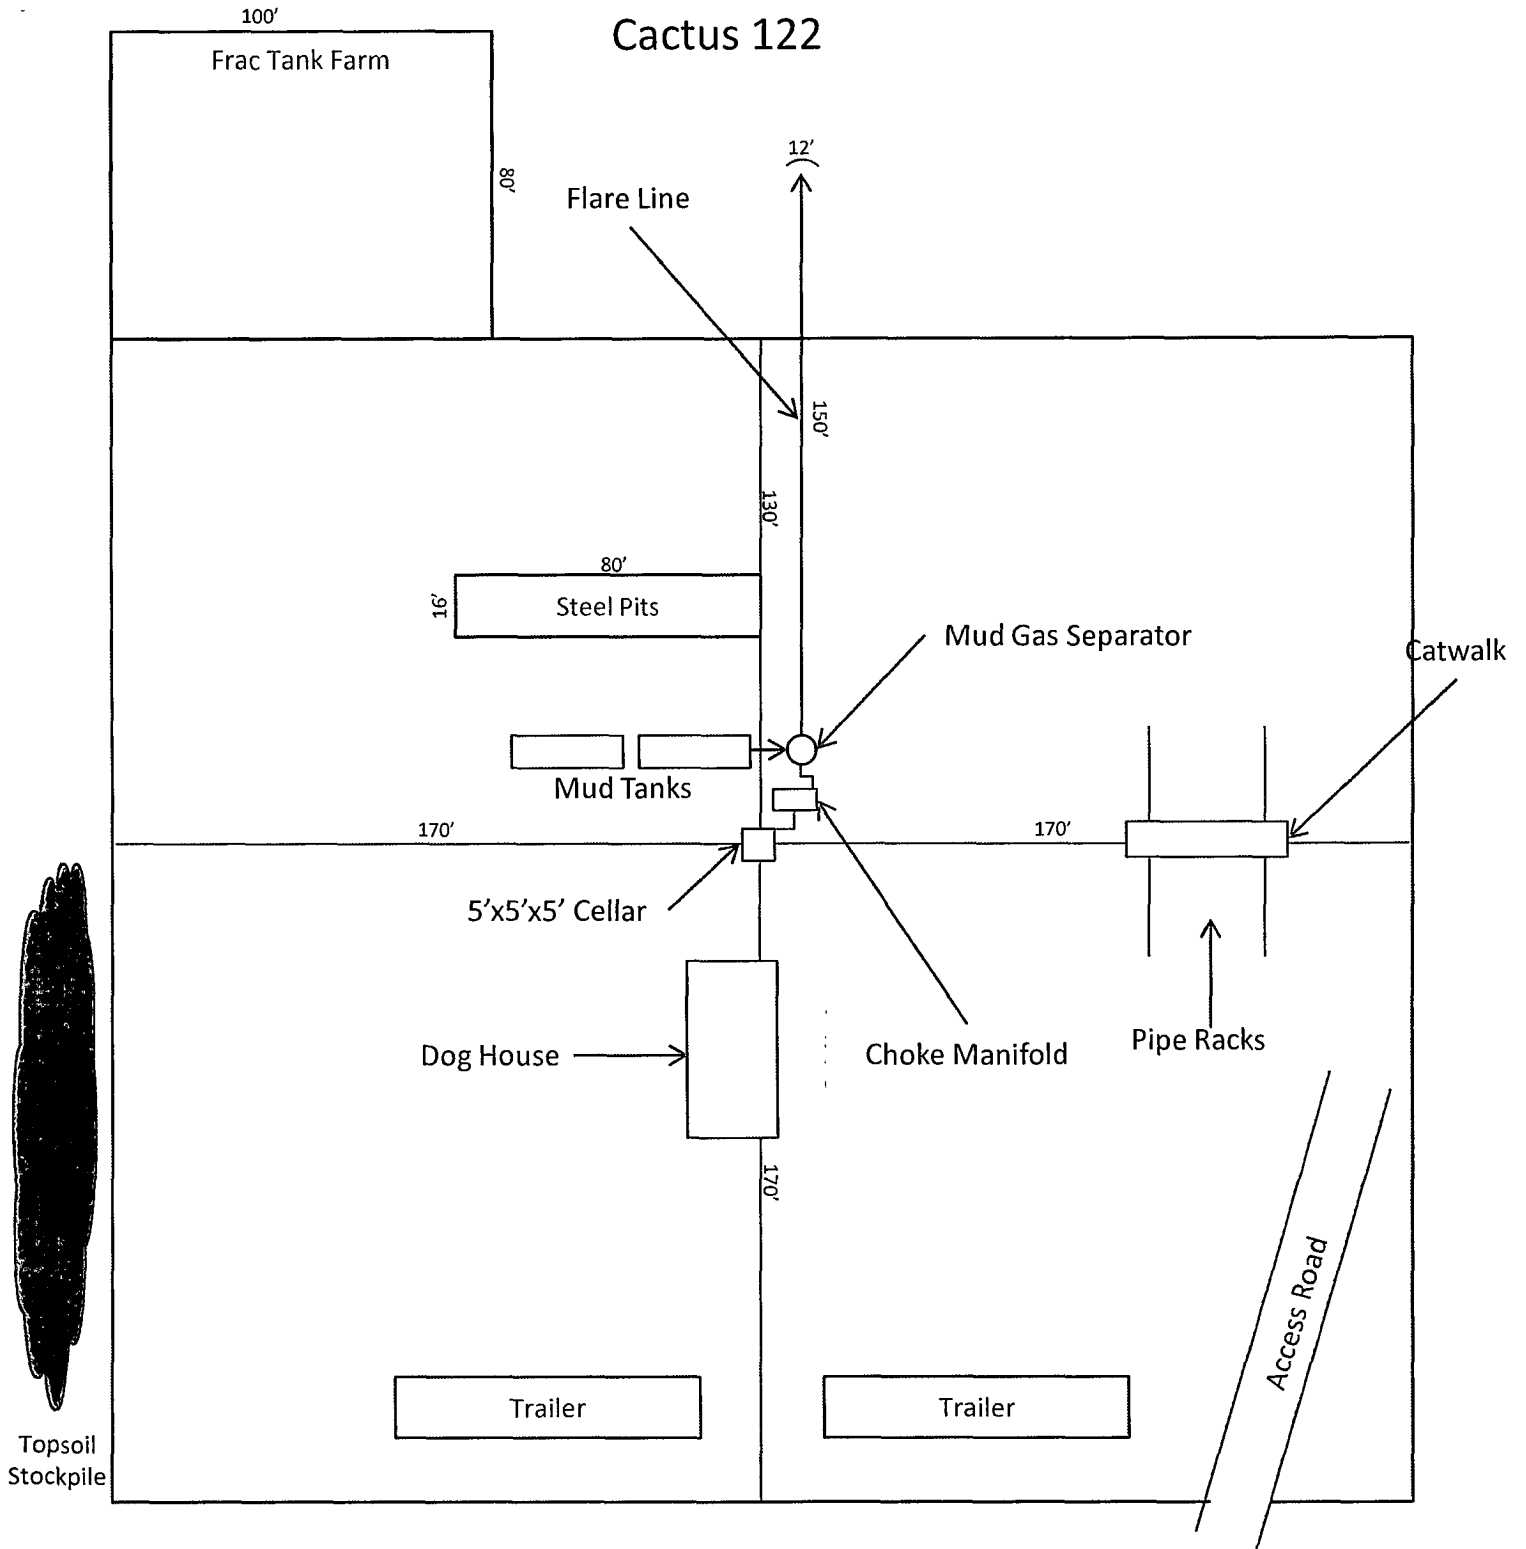 100'
Cactus 122
Frac Tank Farm
80'
12'
Flare Line
150'
130'
80'
16'
Steel Pits
Mud Gas Separator
Catwalk
Mud Tanks
170'
170'
5'x5'x5' Cellar
Dog House
Choke Manifold
Pipe Racks
170'
Access Road
Trailer
Trailer
Topsoil
Stockpile